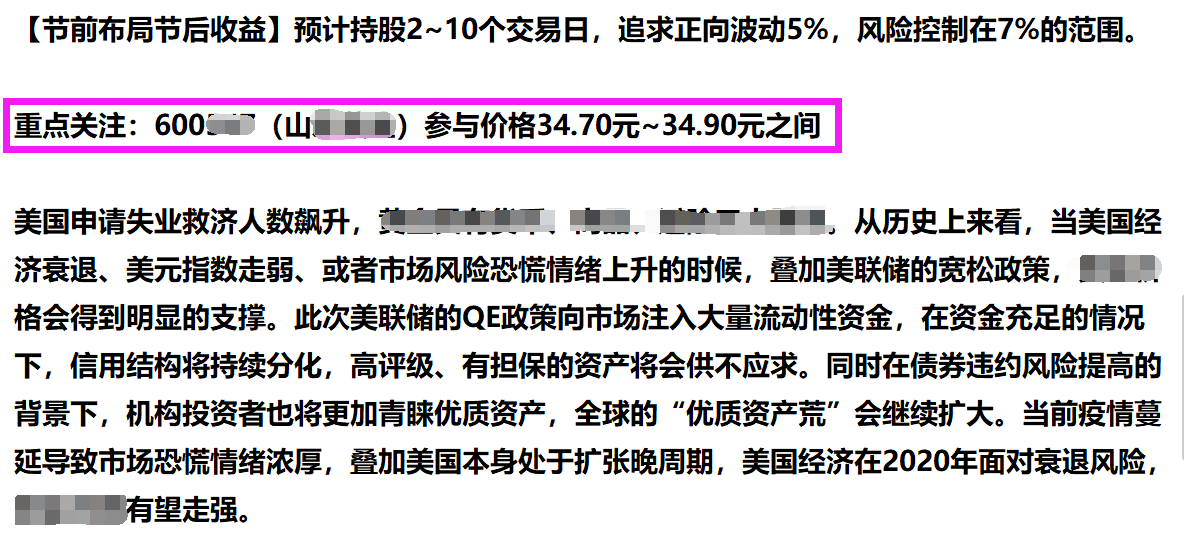 【节前布局节后收益】预计持股2~10个交易日，追求正向波动5%，风险控制在7%的范围。
重点关注：600（山）参与价格34.70元~34.90元之间
美国申请失业救济人数飙升，。从历史上来看，当美国经
济衰退、美元指数走弱、或者市场风险恐慌情绪上升的时候，叠加美联储的宽松政策，
格会得到明显的支撑。此次美联储的QE政策向市场注入大量流动性资金，在资金充足的情况
下，信用结构将持续分化，高评级、有担保的资产将会供不应求。同时在债券违约风险提高的
背景下，机构投资者也将更加青睐优质资产，全球的“优质资产荒”会继续扩大。当前疫情蔓
延导致市场恐慌情绪浓厚，叠加美国本身处于扩张晚周期，美国经济在2020年面对衰退风险，
有望走强。